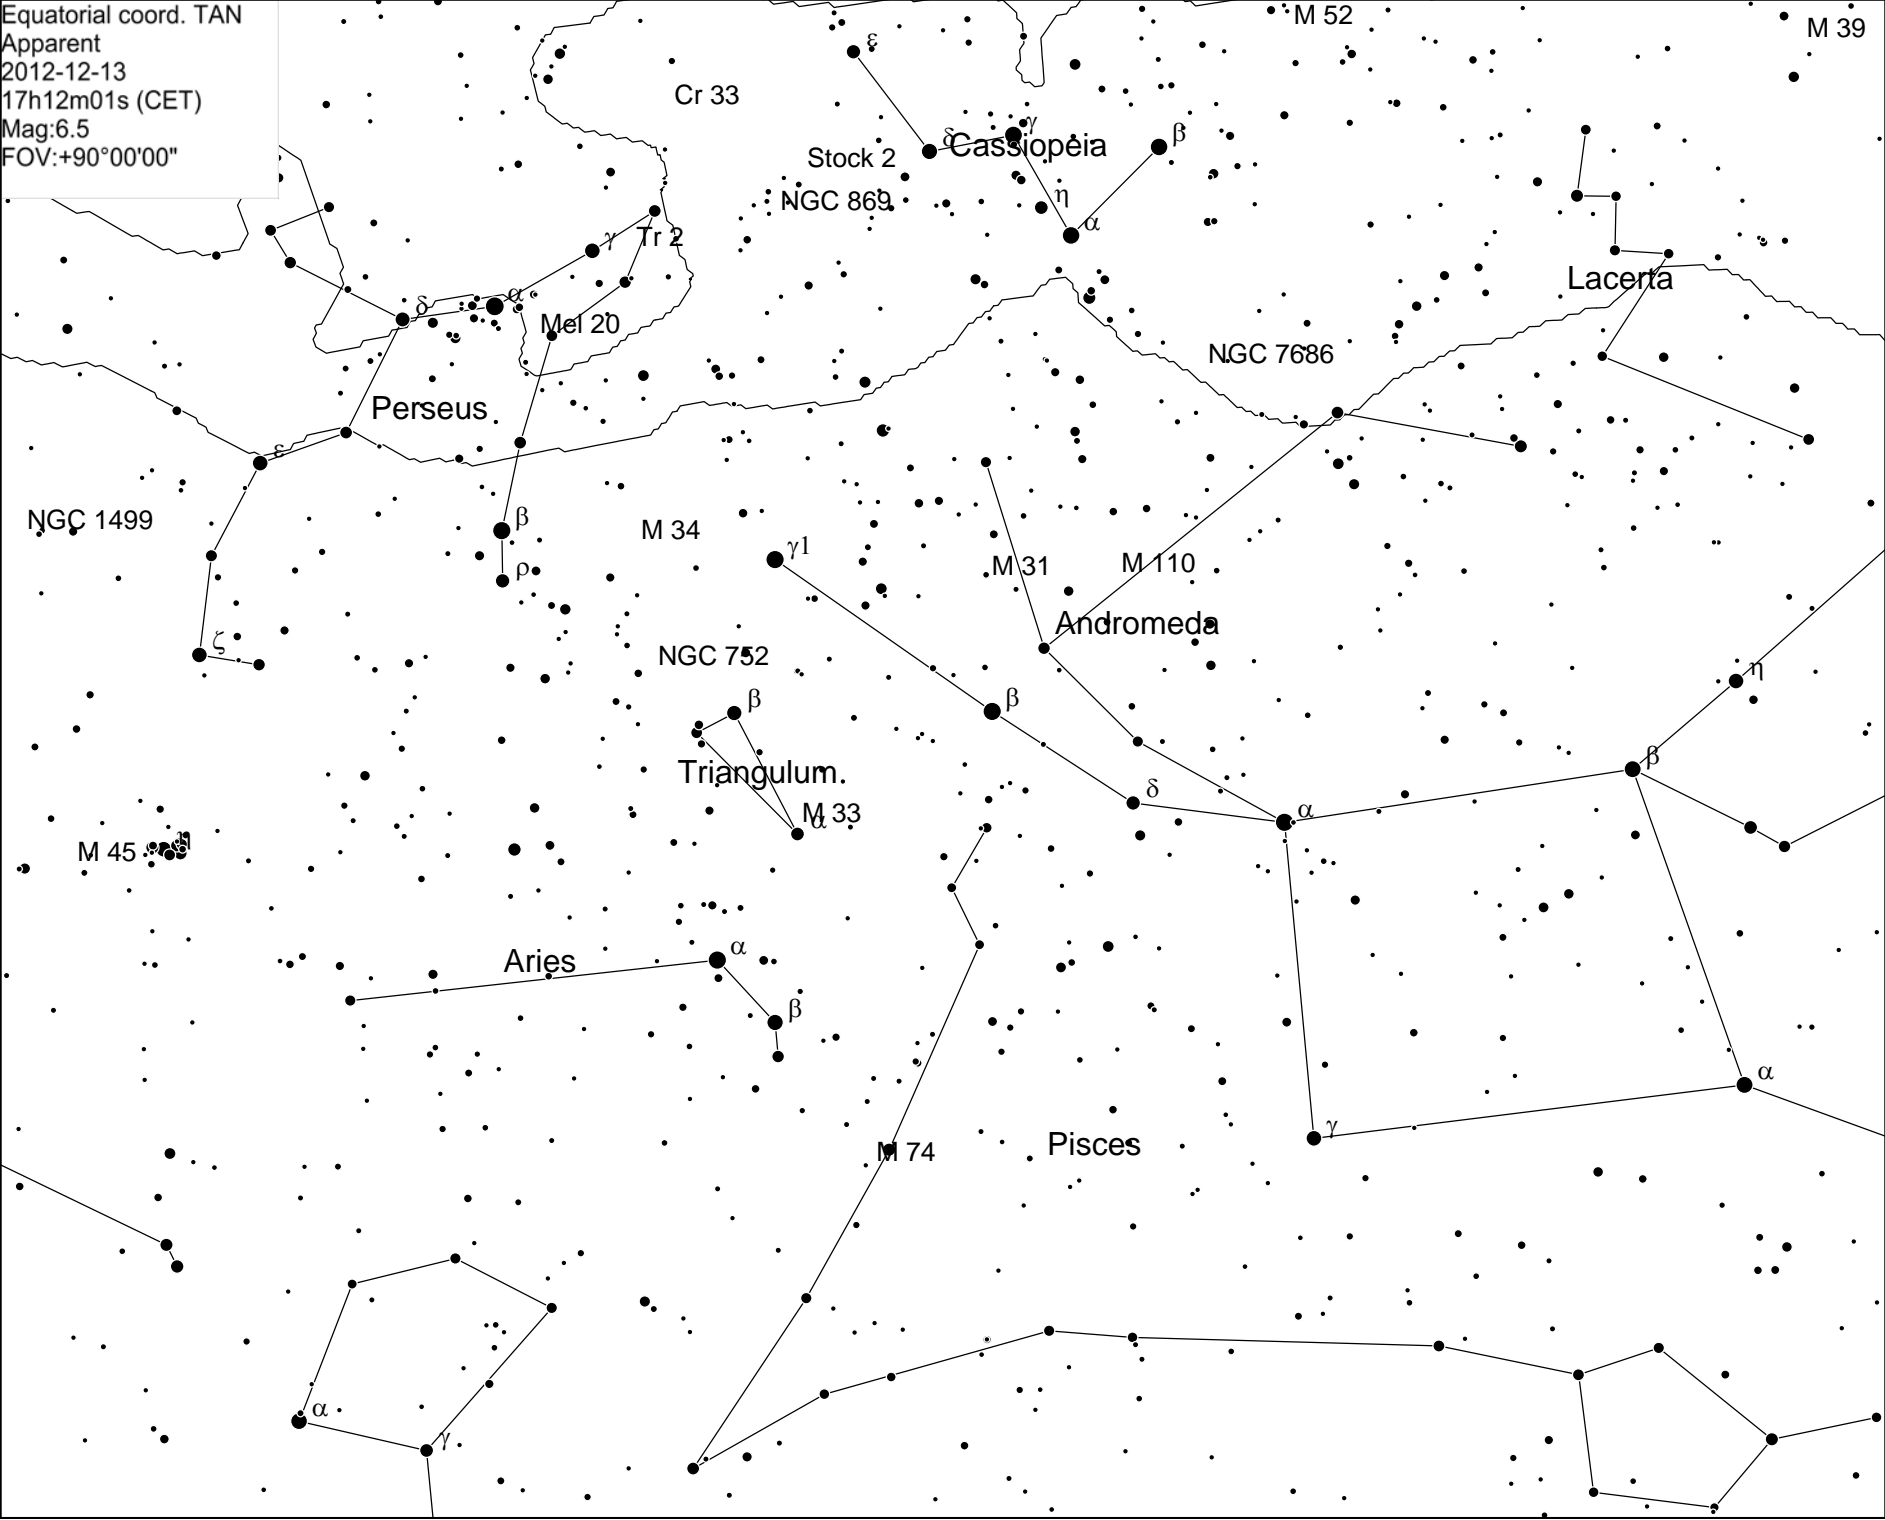 Equatorial coord. TAN
Apparent
2012-12-13
17h12m01s (CET)
Mag:6.5
FOV:+90°00'00"
M 52
M 39
ε
Cr 33
γ
β
δ
Cassiopeia
Stock 2
NGC 869
η
α
γ
Tr 2
Lacerta
δ
α
Mel 20
NGC 7686
Perseus
ε
NGC 1499
β
M 34
γ1
M 31
M 110
ρ
Andromeda
ζ
NGC 752
η
β
β
β
Triangulum
δ
M 33
α
α
M 45
η
Aries
α
β
α
γ
M 74
Pisces
α
γ